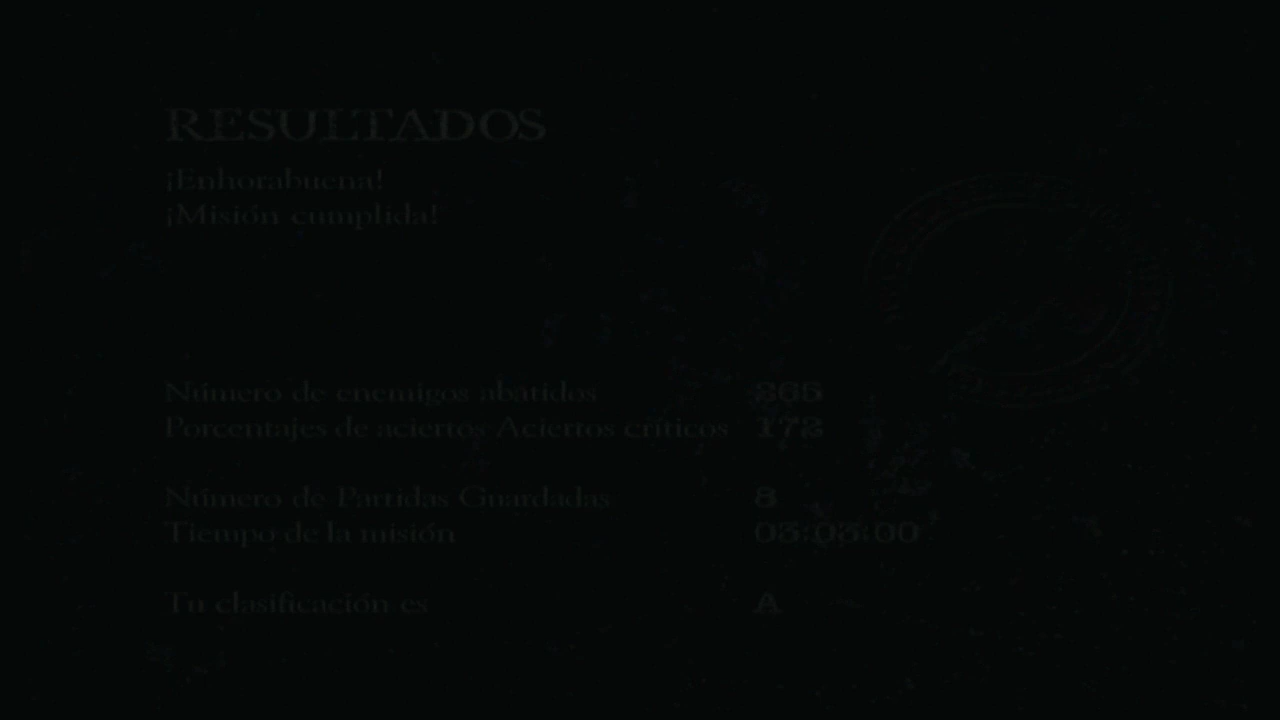 RESULTADOS
¡Enhorabuena!
¡Misión cumplida!
Número de enemigos abatidos 265
Porcentajes de aciertos Aciertos críticos 172
Número de Partidas Guardadas 8
Tiempo de la misión 03:03:00
Tu clasificación es A